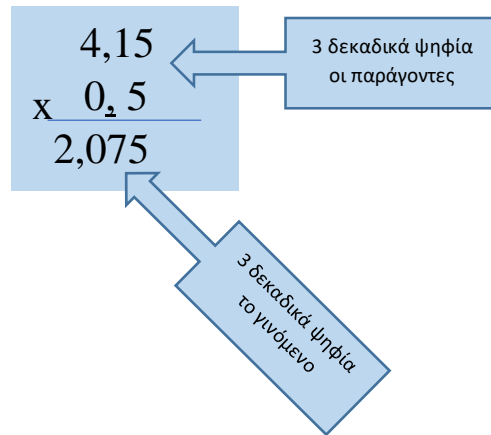 4,15
x 0, 5
2,075
3 δεκαδικά ψηφία
οι παράγοντες
3 δεκαδικά ψηφία
το γινόμενο